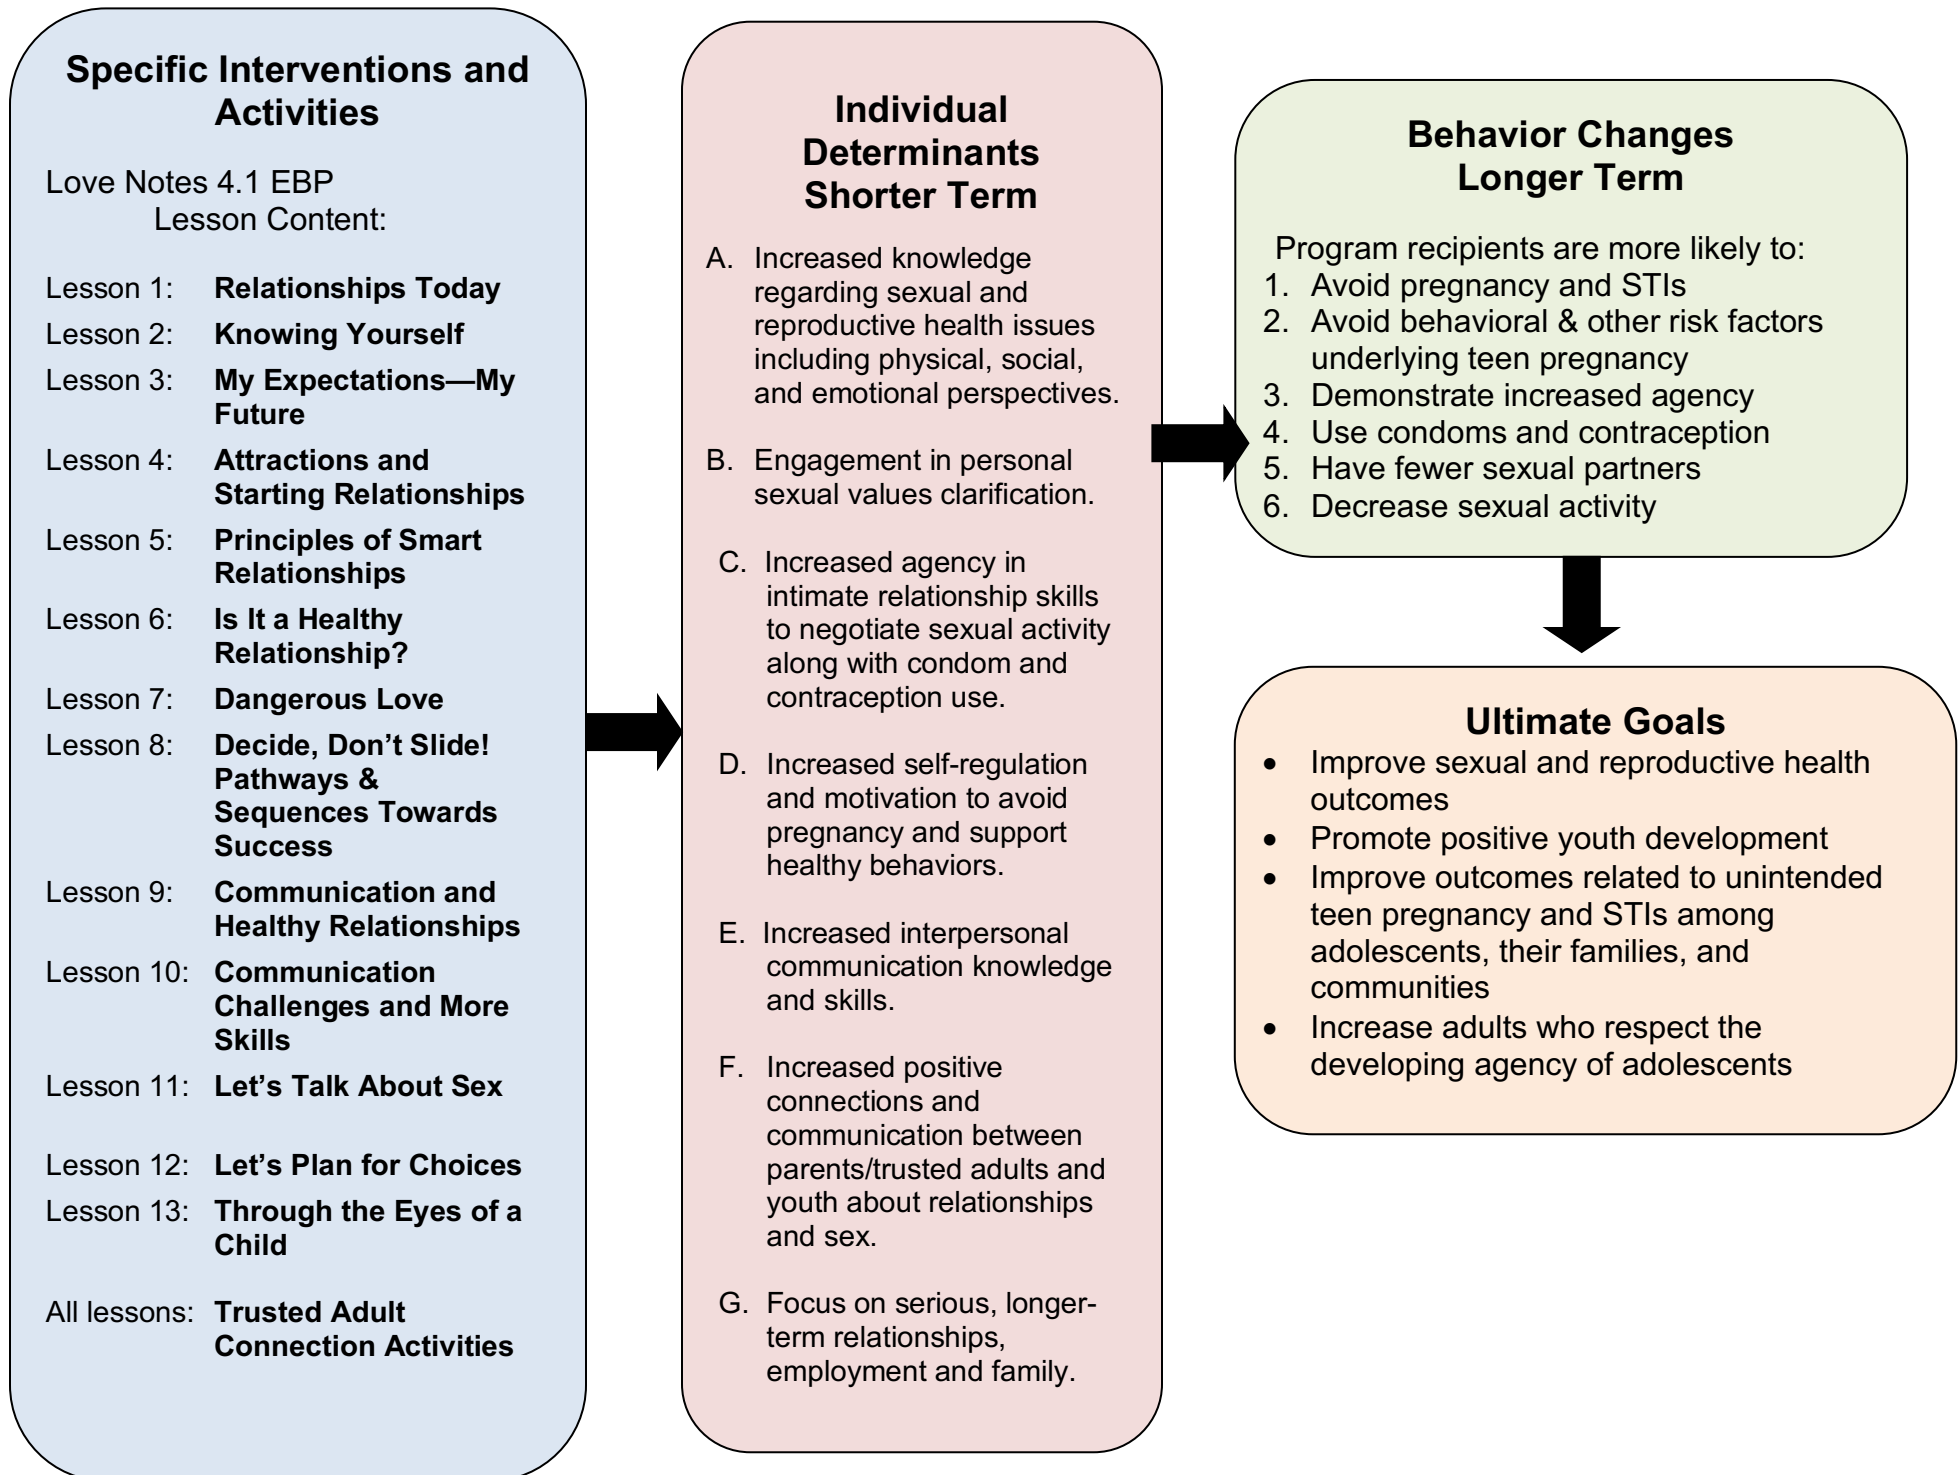 Specific Interventions and
Activities
Love Notes 4.1 EBP
Lesson Content:
Lesson 1: Relationships Today
Lesson 2: Knowing Yourself
Lesson 3: My Expectations—My
Future
Lesson 4: Attractions and
Starting Relationships
Lesson 5: Principles of Smart
Relationships
Lesson 6: Is It a Healthy
Relationship?
Lesson 7: Dangerous Love
Lesson 8: Decide, Don’t Slide!
Pathways &
Sequences Towards
Success
Lesson 9: Communication and
Healthy Relationships
Lesson 10: Communication
Challenges and More
Skills
Lesson 11: Let’s Talk About Sex
Lesson 12: Let’s Plan for Choices
Lesson 13: Through the Eyes of a
Child
All lessons: Trusted Adult
Connection Activities
Individual
Determinants
Shorter Term
A. Increased knowledge
regarding sexual and
reproductive health issues
including physical, social,
and emotional perspectives.
B. Engagement in personal
sexual values clarification.
C. Increased agency in
intimate relationship skills
to negotiate sexual activity
along with condom and
contraception use.
D. Increased self-regulation
and motivation to avoid
pregnancy and support
healthy behaviors.
E. Increased interpersonal
communication knowledge
and skills.
F. Increased positive
connections and
communication between
parents/trusted adults and
youth about relationships
and sex.
G. Focus on serious, longer-
term relationships,
employment and family.
Behavior Changes
Longer Term
Program recipients are more likely to:
1. Avoid pregnancy and STIs
2. Avoid behavioral & other risk factors
underlying teen pregnancy
3. Demonstrate increased agency
4. Use condoms and contraception
5. Have fewer sexual partners
6. Decrease sexual activity
Ultimate Goals
• Improve sexual and reproductive health
outcomes
• Promote positive youth development
• Improve outcomes related to unintended
teen pregnancy and STIs among
adolescents, their families, and
communities
• Increase adults who respect the
developing agency of adolescents